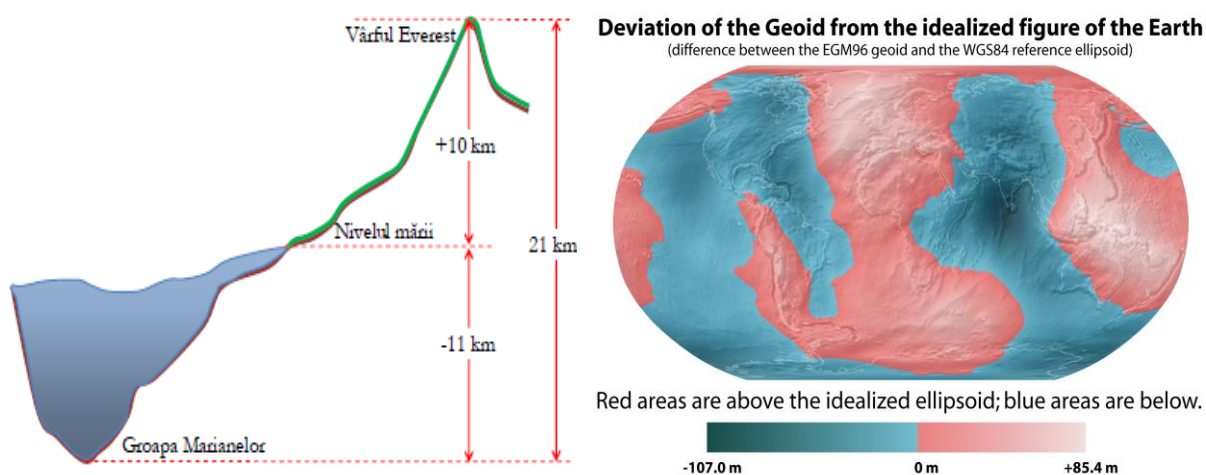 Vârful Everest
+10 km
Nivelul mării
21 km
-11 km
Groapa Marianelor
Deviation of the Geoid from the idealized figure of the Earth
(difference between the EGM96 geoid and the WGS84 reference ellipsoid)
Red areas are above the idealized ellipsoid; blue areas are below.
-107.0 m
0 m
+85.4 m